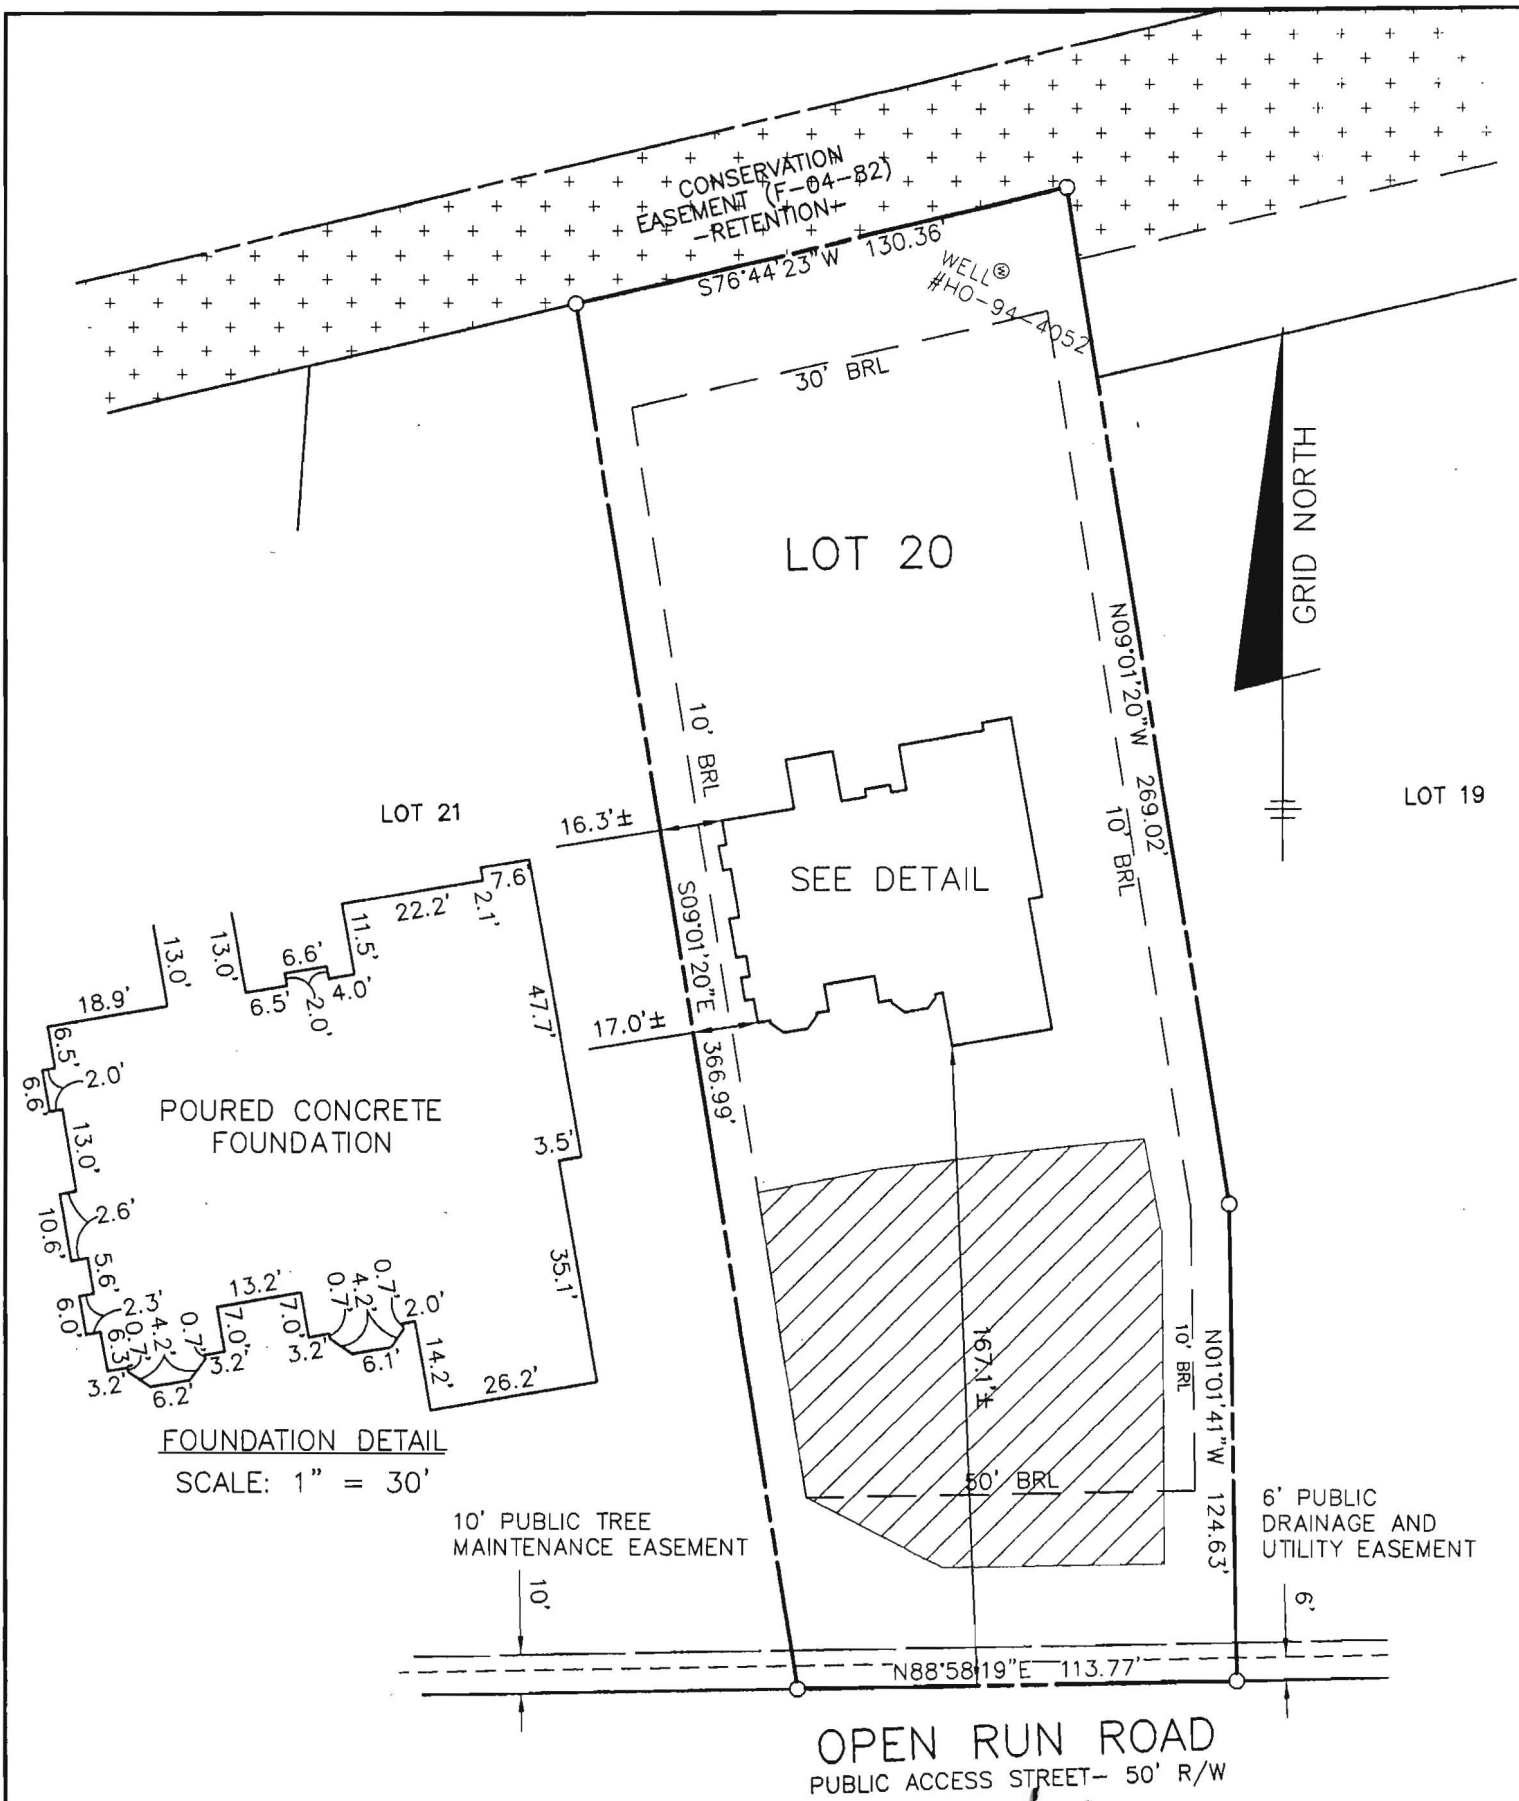 CONSERVATION
EASEMENT (F-04-82)
-RETENTION-
S76°44'23"W 130.36'
WELL Ⓦ
#HO-94-4052
30' BRL
LOT 20
GRID NORTH
N09°01'20"W 269.02'
10' BRL
10' BRL
LOT 21
LOT 19
16.3'±
SEE DETAIL
S09°01'20"E 366.99'
17.0'±
7.6'
22.2'
2.1'
11.5'
13.0'
13.0'
6.6'
6.5'
2.0'
4.0'
18.9'
47.7'
6.5'
6.6'
2.0'
13.0'
POURED CONCRETE
FOUNDATION
3.5'
2.6'
10.6'
5.6'
35.1'
6.0'
2.3'
6.3'
0.7'
4.2'
0.7'
13.2'
7.0'
7.0'
0.7'
4.2'
0.7'
2.0'
3.2'
6.2'
3.2'
3.2'
6.1'
14.2'
26.2'
FOUNDATION DETAIL
SCALE: 1" = 30'
167.1'±
10' BRL
N01°01'41"W 124.63'
50' BRL
10' PUBLIC TREE
MAINTENANCE EASEMENT
10'
6' PUBLIC
DRAINAGE AND
UTILITY EASEMENT
6'
N88°58'19"E 113.77'
OPEN RUN ROAD
PUBLIC ACCESS STREET- 50' R/W